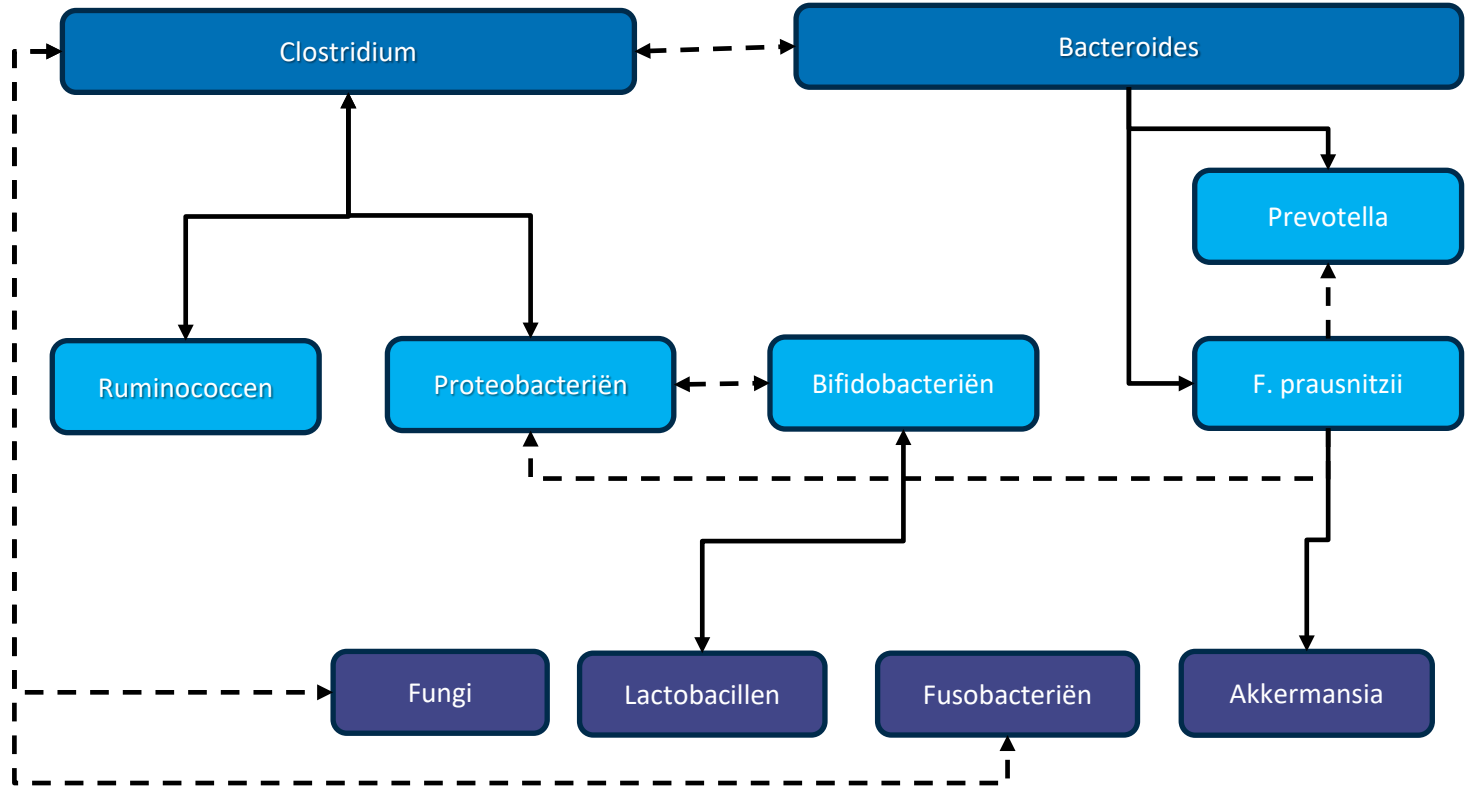 Clostridium
Bacteroides
Prevotella
Ruminococcen
Proteobacteriën
Bifidobacteriën
F. prausnitzii
Fungi
Lactobacillen
Fusobacteriën
Akkermansia